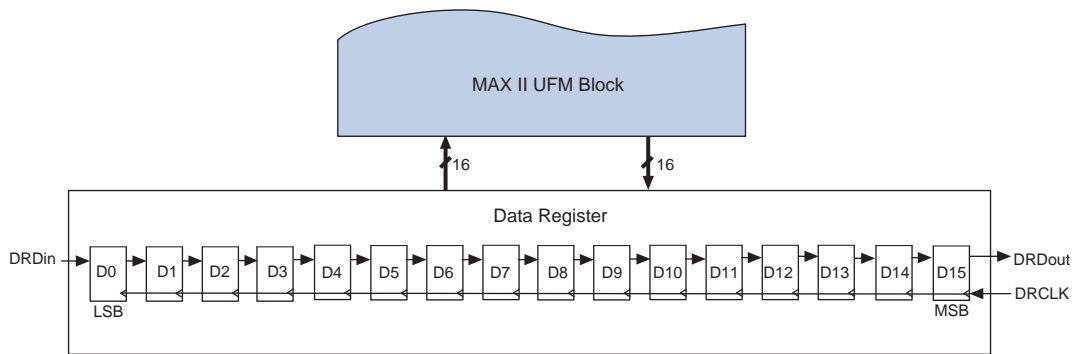 MAX II UFM Block
16 16
Data Register
DRDin D0 D1 D2 D3 D4 D5 D6 D7 D8 D9 D10 D11 D12 D13 D14 D15 DRDout
DRCLK
LSB MSB